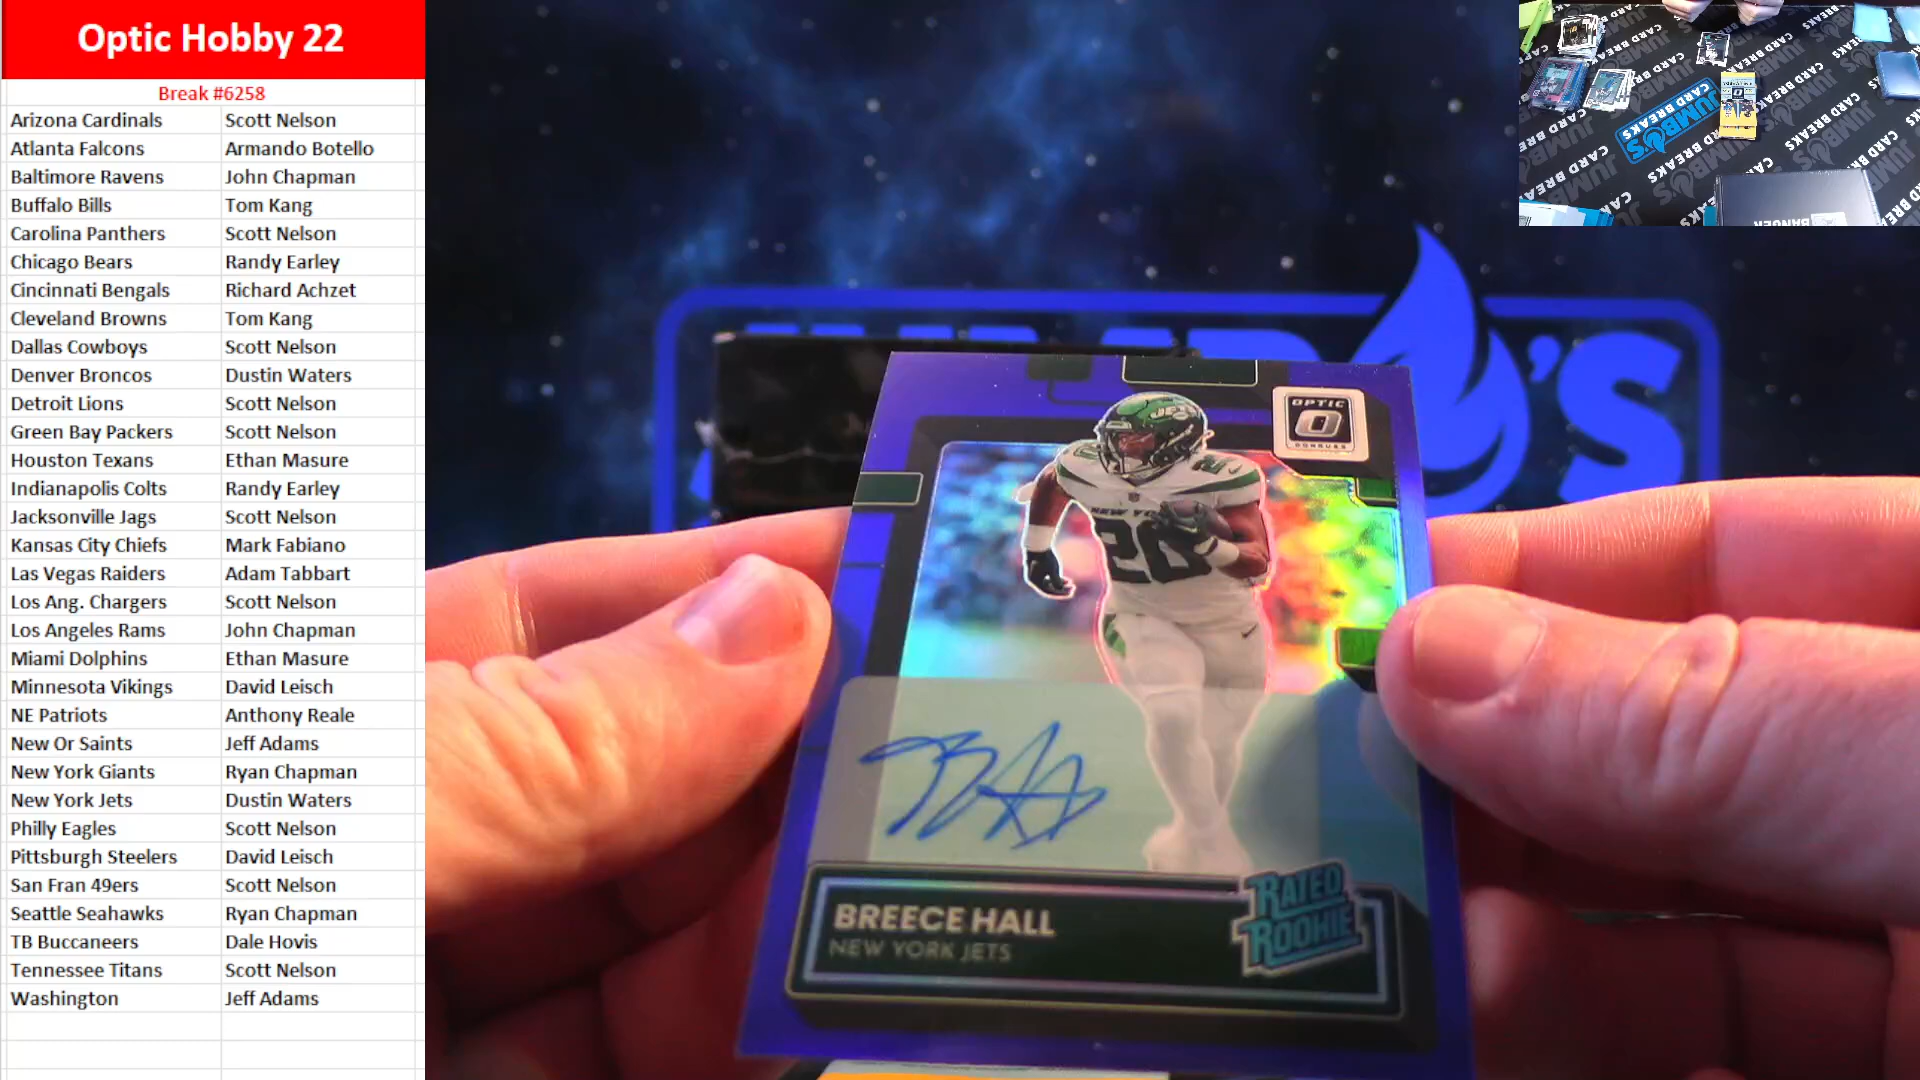 Optic Hobby 22
Break #6258
Arizona Cardinals Scott Nelson
Atlanta Falcons Armando Botello
Baltimore Ravens John Chapman
Buffalo Bills Tom Kang
Carolina Panthers Scott Nelson
Chicago Bears Randy Earley
Cincinnati Bengals Richard Achzet
Cleveland Browns Tom Kang
Dallas Cowboys Scott Nelson
Denver Broncos Dustin Waters
Detroit Lions Scott Nelson
Green Bay Packers Scott Nelson
Houston Texans Ethan Masure
Indianapolis Colts Randy Earley
Jacksonville Jags Scott Nelson
Kansas City Chiefs Mark Fabiano
Las Vegas Raiders Adam Tabbart
Los Ang. Chargers Scott Nelson
Los Angeles Rams John Chapman
Miami Dolphins Ethan Masure
Minnesota Vikings David Leisch
NE Patriots Anthony Reale
New Or Saints Jeff Adams
New York Giants Ryan Chapman
New York Jets Dustin Waters
Philly Eagles Scott Nelson
Pittsburgh Steelers David Leisch
San Fran 49ers Scott Nelson
Seattle Seahawks Ryan Chapman
TB Buccaneers Dale Hovis
Tennessee Titans Scott Nelson
Washington Jeff Adams
OPTIC
DONRUSS
JETS
20
BREECE HALL
NEW YORK JETS
RATED
ROOKIE
'S
JUMBO'S
CARD BREAKS